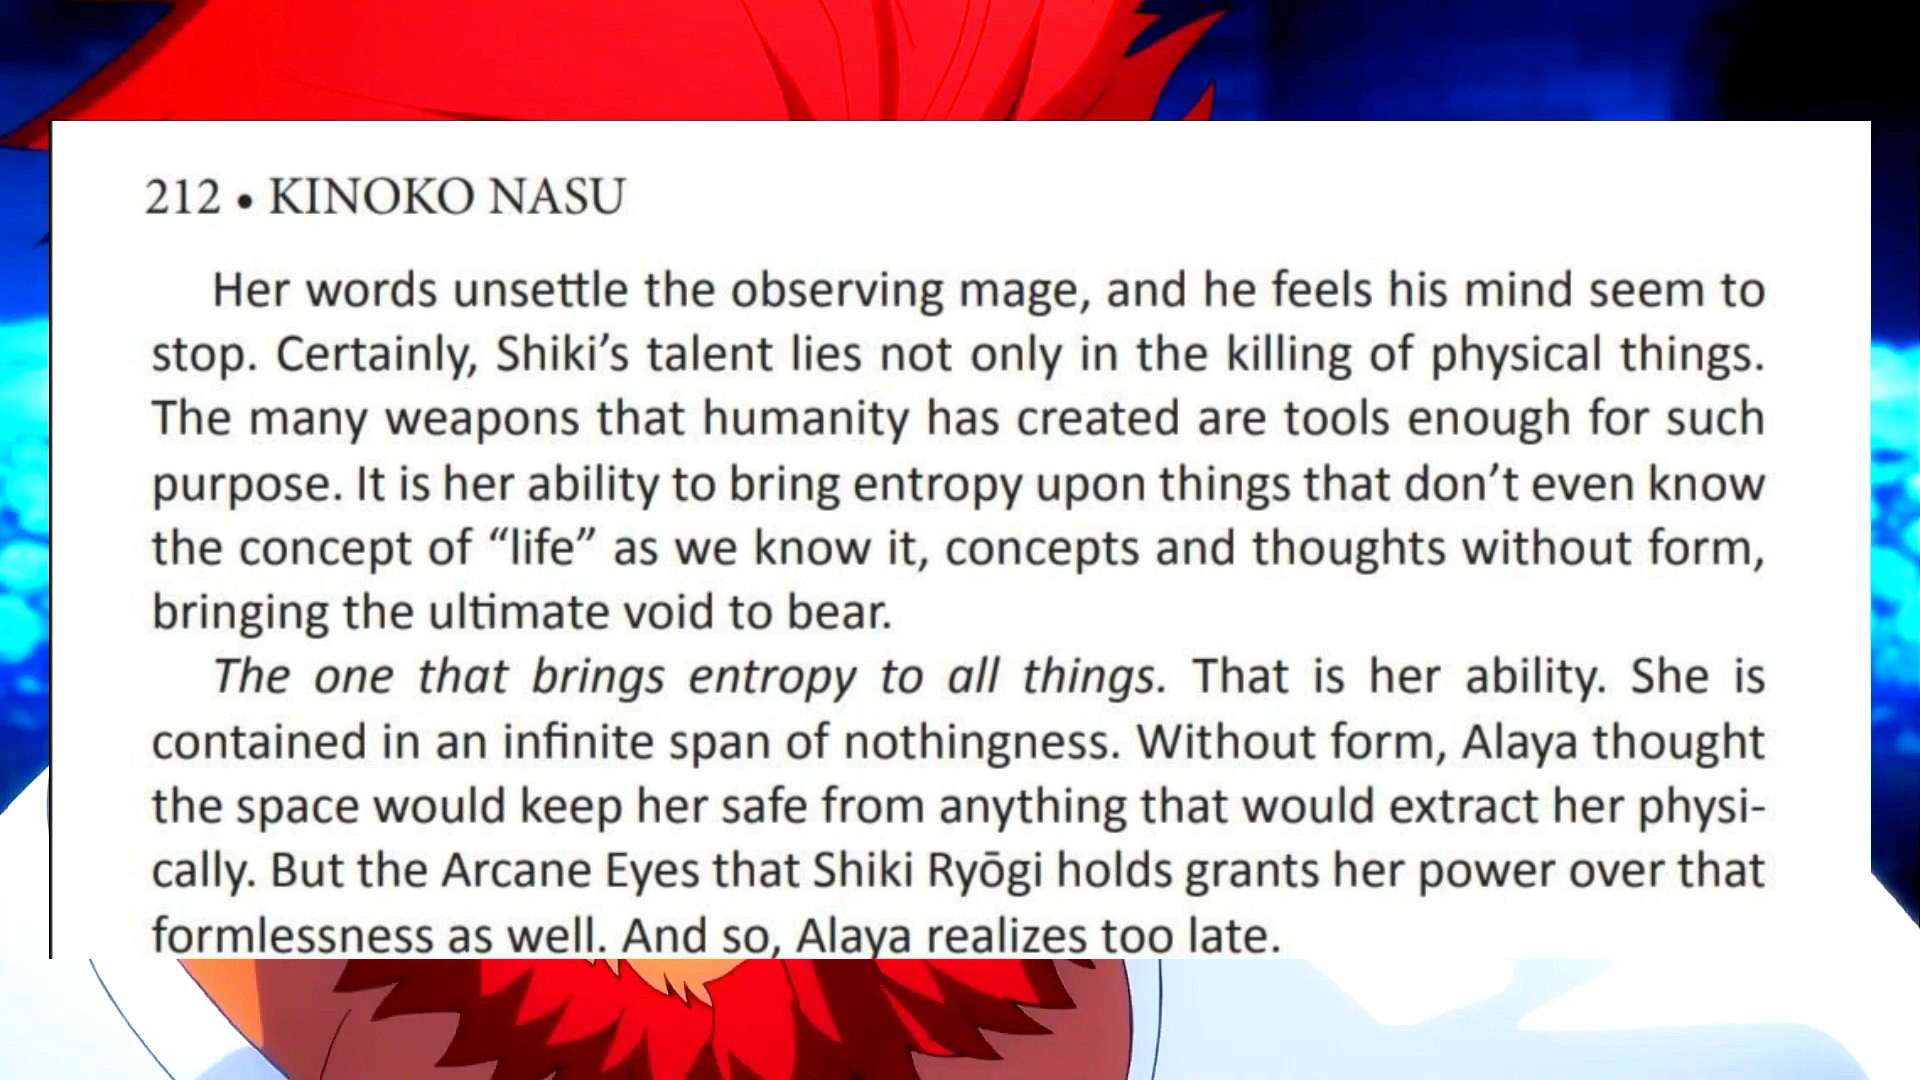 212 • KINOKO NASU
Her words unsettle the observing mage, and he feels his mind seem to
stop. Certainly, Shiki’s talent lies not only in the killing of physical things.
The many weapons that humanity has created are tools enough for such
purpose. It is her ability to bring entropy upon things that don’t even know
the concept of “life” as we know it, concepts and thoughts without form,
bringing the ultimate void to bear.
The one that brings entropy to all things. That is her ability. She is
contained in an infinite span of nothingness. Without form, Alaya thought
the space would keep her safe from anything that would extract her physi-
cally. But the Arcane Eyes that Shiki Ryōgi holds grants her power over that
formlessness as well. And so, Alaya realizes too late.